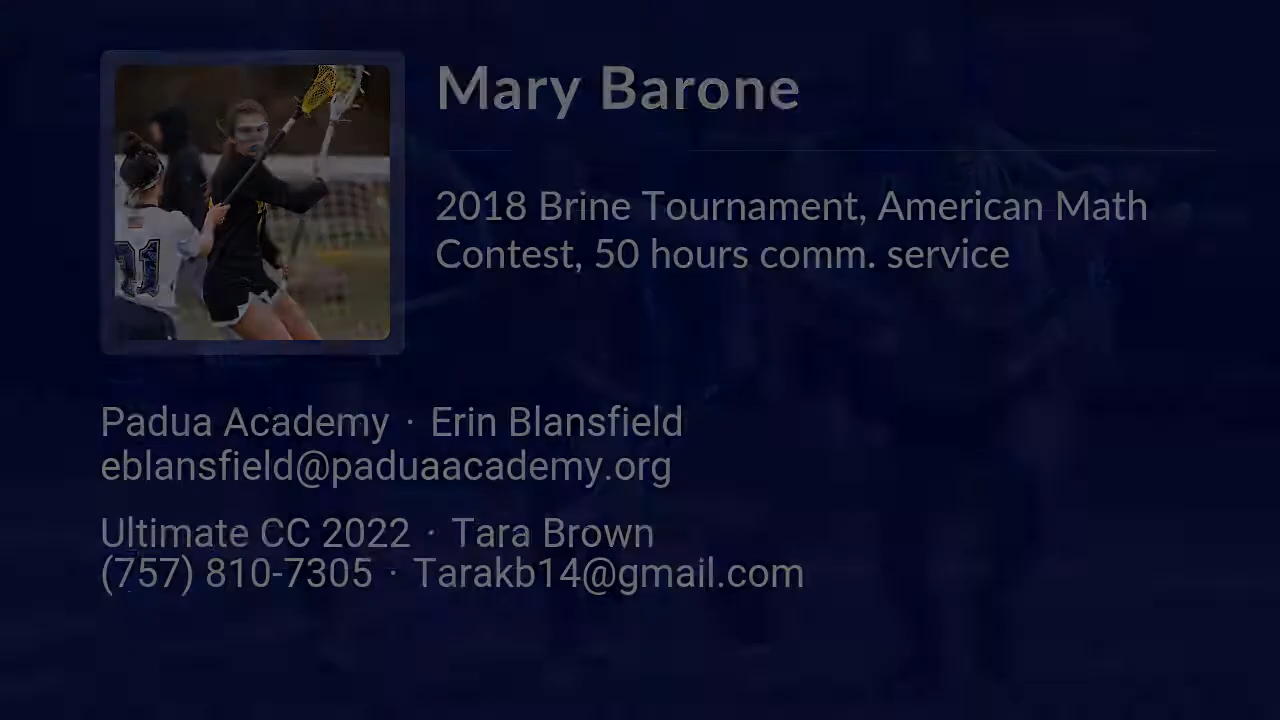 Mary Barone
2018 Brine Tournament, American Math
Contest, 50 hours comm. service
21
Padua Academy · Erin Blansfield
eblansfield@paduaacademy.org
Ultimate CC 2022 · Tara Brown
(757) 810-7305 · Tarakb14@gmail.com